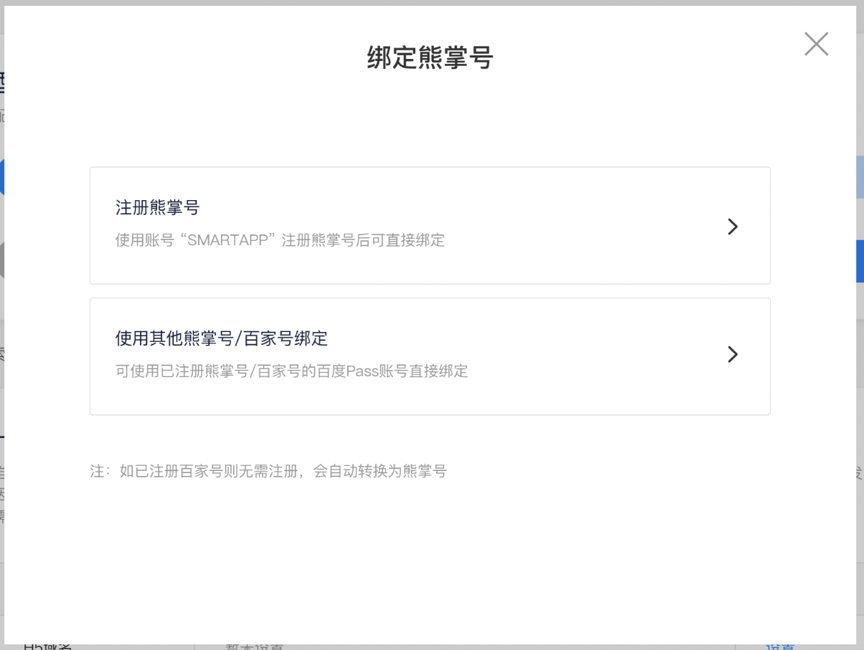 绑定熊掌号
注册熊掌号
使用账号“SMARTAPP”注册熊掌号后可直接绑定
使用其他熊掌号/百家号绑定
可使用已注册熊掌号/百家号的百度Pass账号直接绑定
注：如已注册百家号则无需注册，会自动转换为熊掌号